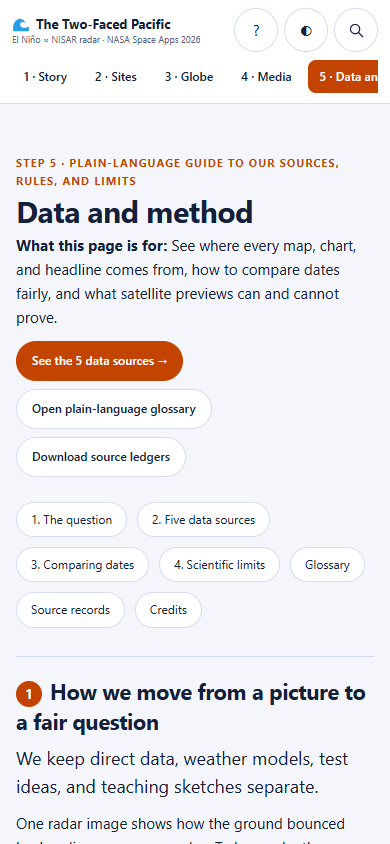 The Two-Faced Pacific
El Niño × NISAR radar · NASA Space Apps 2026
?
1 · Story
2 · Sites
3 · Globe
4 · Media
5 · Data an
STEP 5 · PLAIN-LANGUAGE GUIDE TO OUR SOURCES,
RULES, AND LIMITS
Data and method
What this page is for: See where every map, chart,
and headline comes from, how to compare dates
fairly, and what satellite previews can and cannot
prove.
See the 5 data sources →
Open plain-language glossary
Download source ledgers
1. The question
2. Five data sources
3. Comparing dates
4. Scientific limits
Glossary
Source records
Credits
1 How we move from a picture to
a fair question
We keep direct data, weather models, test
ideas, and teaching sketches separate.
One radar image shows how the ground bounced